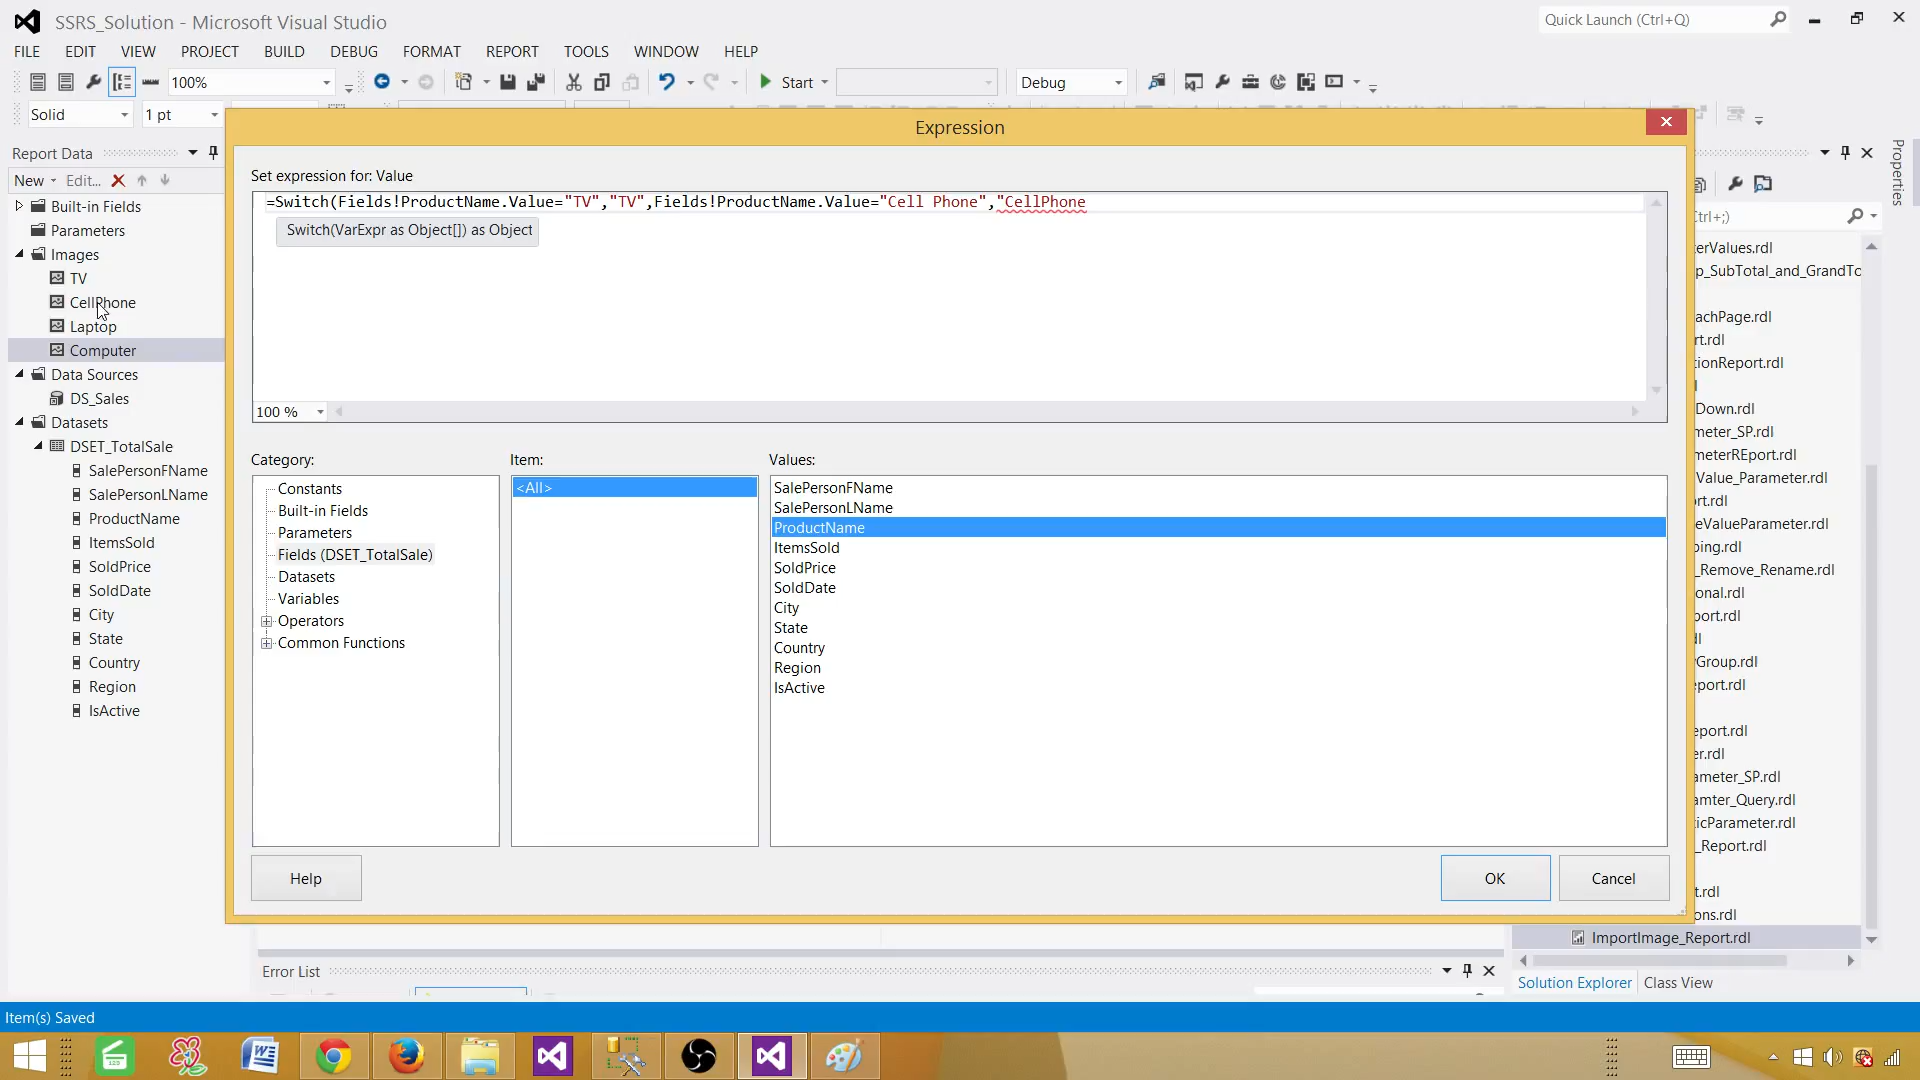 SSRS_Solution - Microsoft Visual Studio
Quick Launch (Ctrl+Q)
FILE EDIT VIEW PROJECT BUILD DEBUG FORMAT REPORT TOOLS WINDOW HELP
100%
Start
Debug
Solid
1 pt
Expression
Report Data
New
Edit...
Built-in Fields
Parameters
Images
TV
CellPhone
Laptop
Computer
Data Sources
DS_Sales
Datasets
DSET_TotalSale
SalePersonFName
SalePersonLName
ProductName
ItemsSold
SoldPrice
SoldDate
City
State
Country
Region
IsActive
Set expression for: Value
=Switch(Fields!ProductName.Value="TV","TV",Fields!ProductName.Value="Cell Phone","CellPhone
Switch(VarExpr as Object[]) as Object
100 %
Category:
Constants
Built-in Fields
Parameters
Fields (DSET_TotalSale)
Datasets
Variables
Operators
Common Functions
Item:
<All>
Values:
SalePersonFName
SalePersonLName
ProductName
ItemsSold
SoldPrice
SoldDate
City
State
Country
Region
IsActive
Help
OK
Cancel
Properties
trl+;)
erValues.rdl
p_SubTotal_and_GrandTo
achPage.rdl
rt.rdl
ionReport.rdl
Down.rdl
meter_SP.rdl
meterREport.rdl
Value_Parameter.rdl
ort.rdl
eValueParameter.rdl
ping.rdl
_Remove_Rename.rdl
onal.rdl
port.rdl
Group.rdl
eport.rdl
eport.rdl
er.rdl
ameter_SP.rdl
amter_Query.rdl
ticParameter.rdl
_Report.rdl
t.rdl
ons.rdl
ImportImage_Report.rdl
Error List
Solution Explorer
Class View
Item(s) Saved